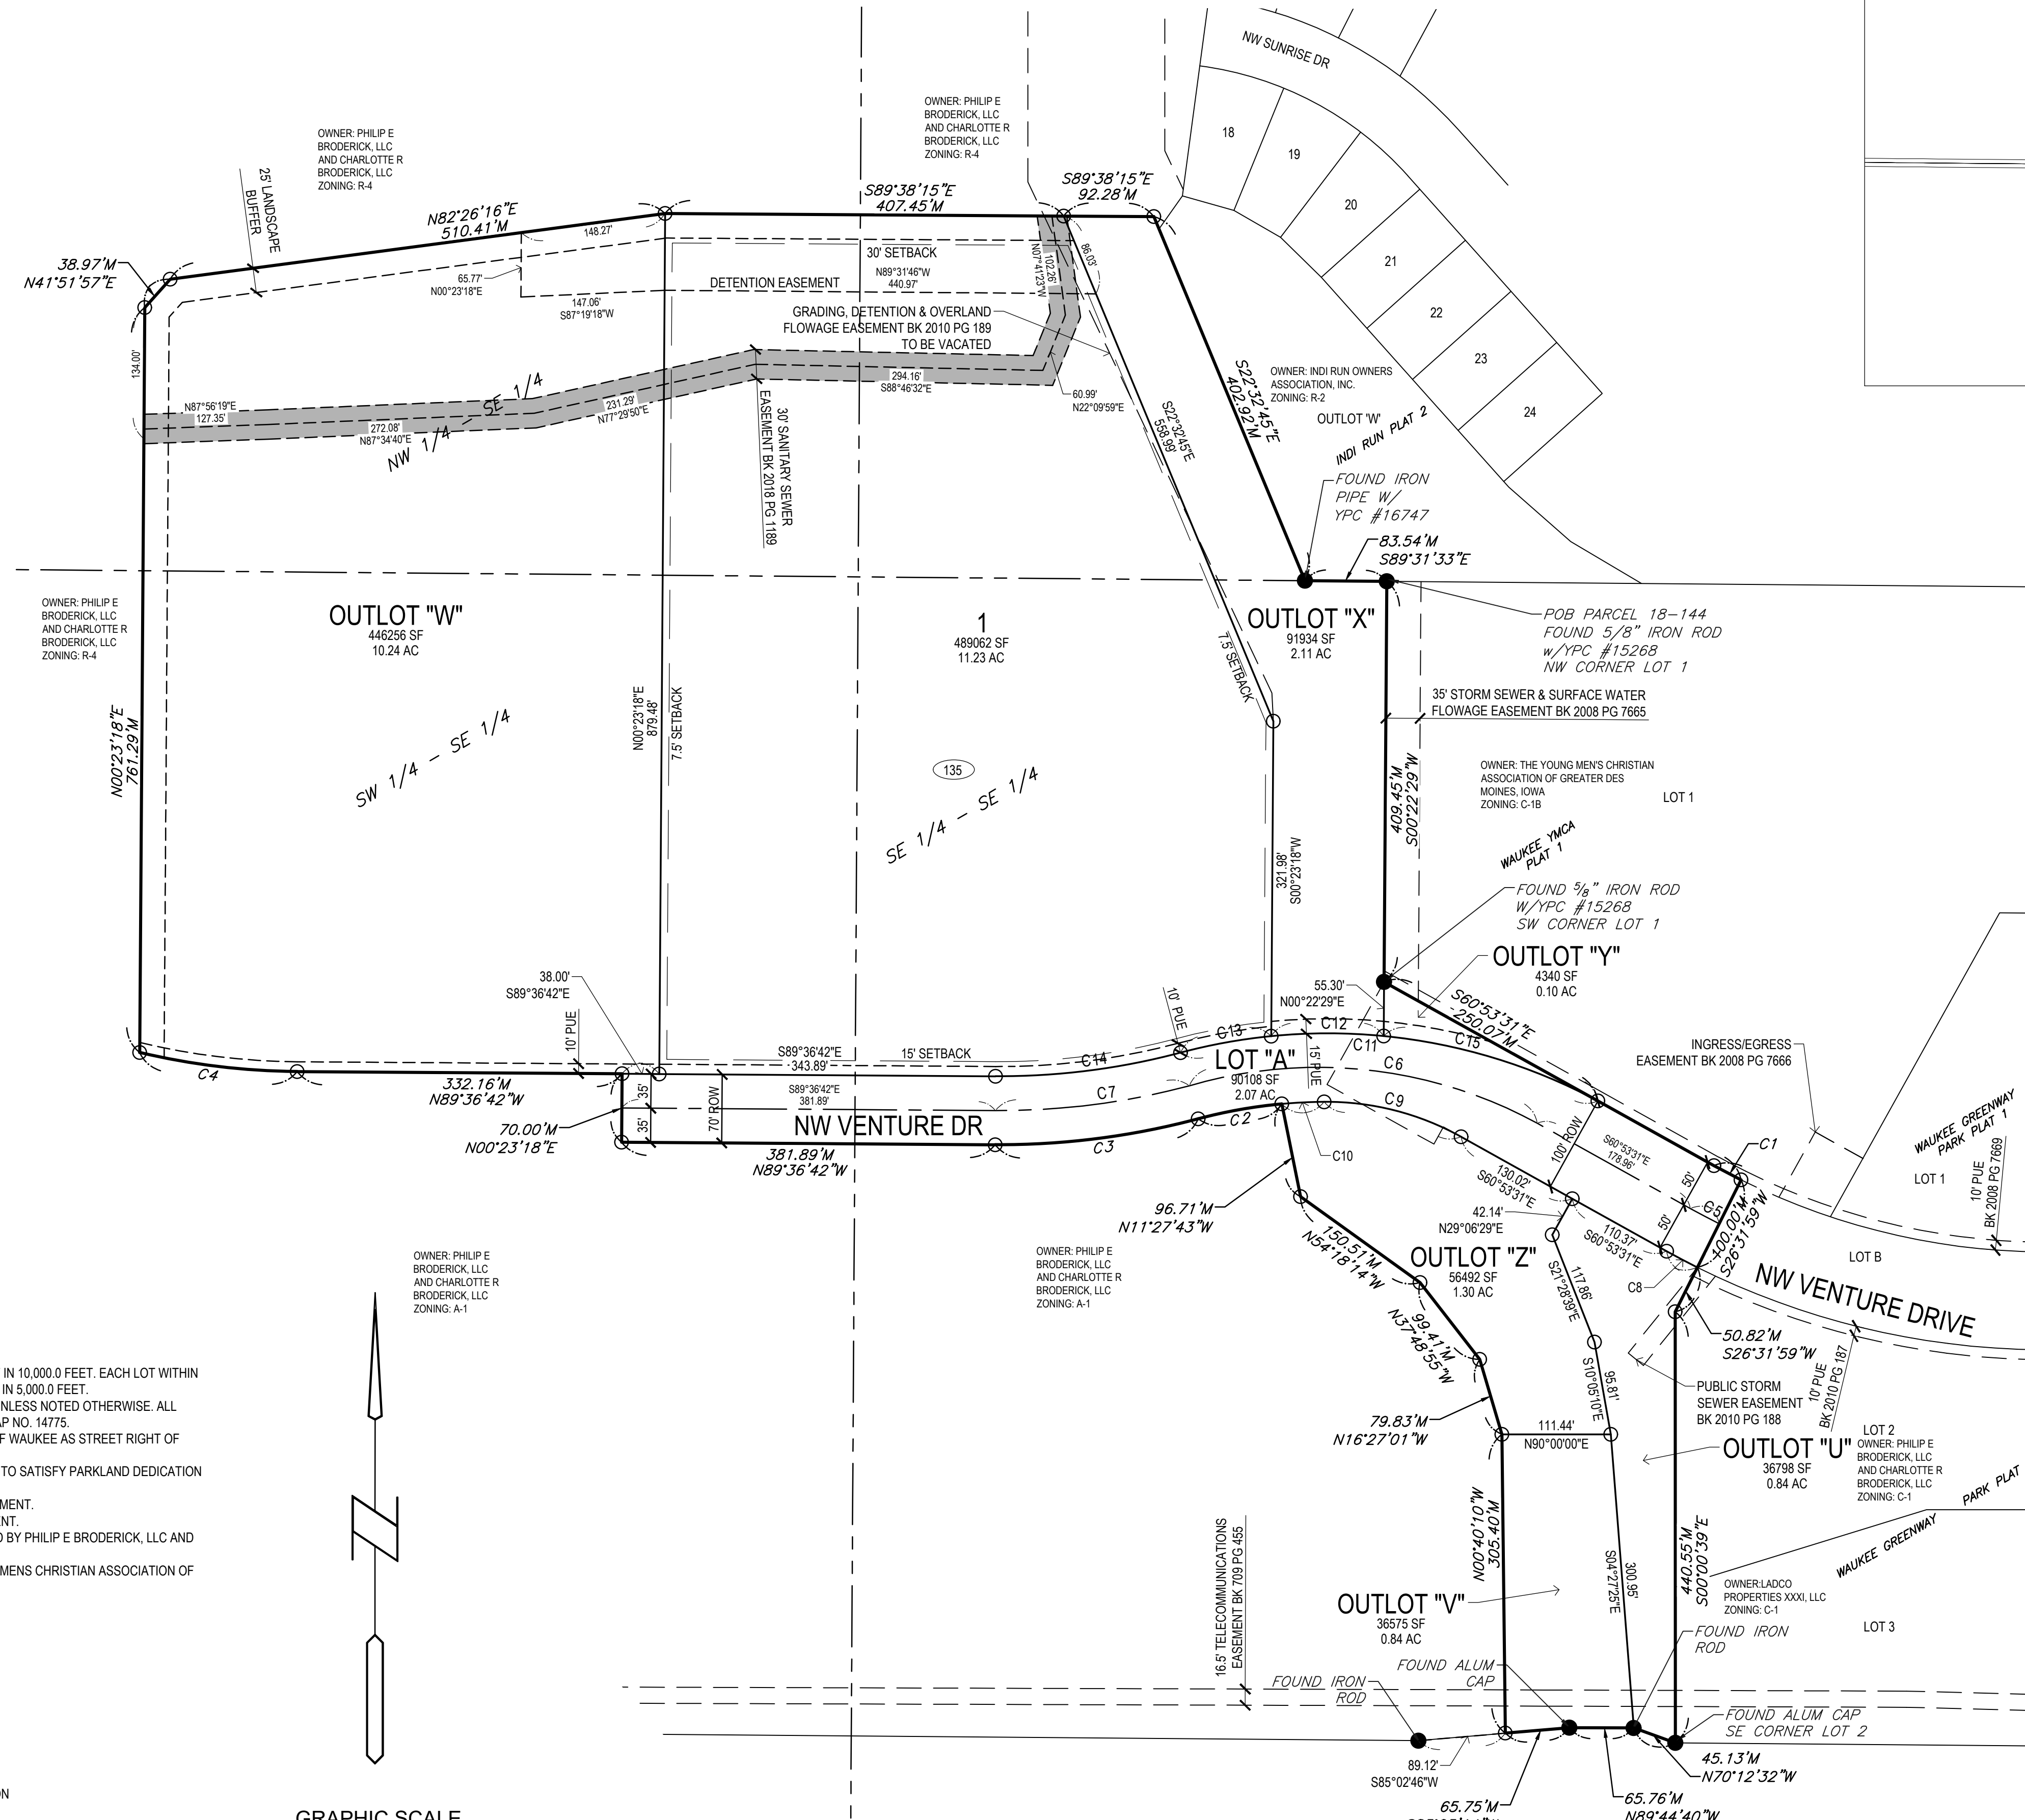 NW SUNRISE DR
18
19
20
21
22
23
24
OWNER: PHILIP E
BRODERICK, LLC
AND CHARLOTTE R
BRODERICK, LLC
ZONING: R-4
OWNER: PHILIP E
BRODERICK, LLC
AND CHARLOTTE R
BRODERICK, LLC
ZONING: R-4
25' LANDSCAPE
BUFFER
N82°26'16"E
510.41'M
148.27'
S89°38'15"E
407.45'M
S89°38'15"E
92.28'M
38.97'M
N41°51'57"E
65.77'
N00°23'18"E
147.06'
S87°19'18"W
30' SETBACK
N89°31'46"W
440.97'
DETENTION EASEMENT
GRADING, DETENTION & OVERLAND
FLOWAGE EASEMENT BK 2010 PG 189
TO BE VACATED
102.26'
N07°41'23"W
86.03'
134.00'
N87°56'19"E
127.35'
272.08'
N87°34'40"E
231.29'
N77°29'50"E
294.16'
S88°46'32"E
60.99'
N22°09'59"E
NW 1/4 - SE 1/4
30' SANITARY SEWER
EASEMENT BK 2018 PG 1189
S22°32'45"E
558.99'
S22°32'45"E
402.92'M
OWNER: INDI RUN OWNERS
ASSOCIATION, INC.
ZONING: R-2
OUTLOT 'W'
INDI RUN PLAT 2
FOUND IRON
PIPE W/
YPC #16747
83.54'M
S89°31'33"E
OWNER: PHILIP E
BRODERICK, LLC
AND CHARLOTTE R
BRODERICK, LLC
ZONING: R-4
OUTLOT "W"
446256 SF
10.24 AC
1
489062 SF
11.23 AC
OUTLOT "X"
91934 SF
2.11 AC
POB PARCEL 18-144
FOUND 5/8" IRON ROD
w/YPC #15268
NW CORNER LOT 1
7.5' SETBACK
35' STORM SEWER & SURFACE WATER
FLOWAGE EASEMENT BK 2008 PG 7665
N00°23'18"E
761.29'M
N00°23'18"E
879.48'
7.5' SETBACK
SW 1/4 - SE 1/4
135
SE 1/4 - SE 1/4
321.98'
S00°23'18"W
409.45'M
S00°22'29"W
OWNER: THE YOUNG MEN'S CHRISTIAN
ASSOCIATION OF GREATER DES
MOINES, IOWA
ZONING: C-1B
LOT 1
WAUKEE YMCA
PLAT 1
FOUND 5/8" IRON ROD
W/YPC #15268
SW CORNER LOT 1
OUTLOT "Y"
4340 SF
0.10 AC
38.00'
S89°36'42"E
10' PUE
10' PUE
55.30'
N00°22'29"E
S60°53'31"E
250.07'M
INGRESS/EGRESS
EASEMENT BK 2008 PG 7666
C4
332.16'M
N89°36'42"W
S89°36'42"E
343.89'
15' SETBACK
C14
C13
C12
C11
C15
LOT "A"
90108 SF
2.07 AC
15' PUE
C6
C7
C9
35'
35'
70' ROW
S89°36'42"E
381.89'
NW VENTURE DR
70.00'M
N00°23'18"E
381.89'M
N89°36'42"W
C3
C2
C10
100' ROW
S60°53'31"E
178.96'
C1
50'
50'
C5
100.00'M
S26°31'59"W
WAUKEE GREENWAY
PARK PLAT 1
LOT 1
10' PUE
BK 2008 PG 7669
96.71'M
N11°27'43"W
130.02'
S60°53'31"E
42.14'
N29°06'29"E
110.37'
S60°53'31"E
C8
LOT B
NW VENTURE DRIVE
150.51'M
N54°18'14"W
OUTLOT "Z"
56492 SF
1.30 AC
117.86'
S21°28'39"E
50.82'M
S26°31'59"W
OWNER: PHILIP E
BRODERICK, LLC
AND CHARLOTTE R
BRODERICK, LLC
ZONING: A-1
OWNER: PHILIP E
BRODERICK, LLC
AND CHARLOTTE R
BRODERICK, LLC
ZONING: A-1
99.41'M
N37°48'55"W
95.81'
S10°05'10"E
PUBLIC STORM
SEWER EASEMENT
BK 2010 PG 188
10' PUE
BK 2010 PG 187
79.83'M
N16°27'01"W
111.44'
N90°00'00"E
OUTLOT "U"
36798 SF
0.84 AC
LOT 2
OWNER: PHILIP E
BRODERICK, LLC
AND CHARLOTTE R
BRODERICK, LLC
ZONING: C-1
PARK PLAT
WAUKEE GREENWAY
IN 10,000.0 FEET. EACH LOT WITHIN
IN 5,000.0 FEET.
NLESS NOTED OTHERWISE. ALL
AP NO. 14775.
F WAUKEE AS STREET RIGHT OF
TO SATISFY PARKLAND DEDICATION
MENT.
ENT.
D BY PHILIP E BRODERICK, LLC AND
MENS CHRISTIAN ASSOCIATION OF
N00°40'10"W
305.40'M
S04°27'25"E
300.95'
440.55'M
S00°00'39"E
16.5' TELECOMMUNICATIONS
EASEMENT BK 709 PG 455
OUTLOT "V"
36575 SF
0.84 AC
OWNER:LADCO
PROPERTIES XXXI, LLC
ZONING: C-1
LOT 3
FOUND IRON
ROD
FOUND ALUM
CAP
FOUND IRON
ROD
FOUND ALUM CAP
SE CORNER LOT 2
89.12'
S85°02'46"W
45.13'M
N70°12'32"W
65.75'M
65.76'M
N89°44'40"W
ON
GRAPHIC SCALE